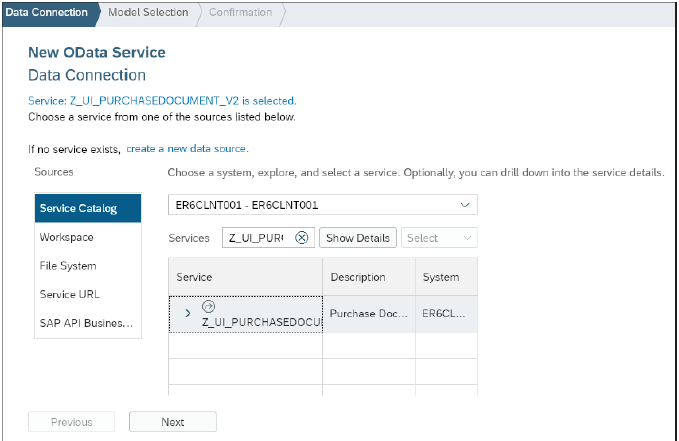 Data Connection Model Selection Confirmation
New OData Service
Data Connection
Service: Z_UI_PURCHASEDOCUMENT_V2 is selected.
Choose a service from one of the sources listed below.
If no service exists, create a new data source.
Sources Choose a system, explore, and select a service. Optionally, you can drill down into the service details.
Service Catalog ER6CLNT001 - ER6CLNT001
Workspace Services Z_UI_PUR Show Details Select
File System
Service Description System
Service URL
SAP API Busines...
Z_UI_PURCHASEDOCU Purchase Doc... ER6CL...
Previous Next